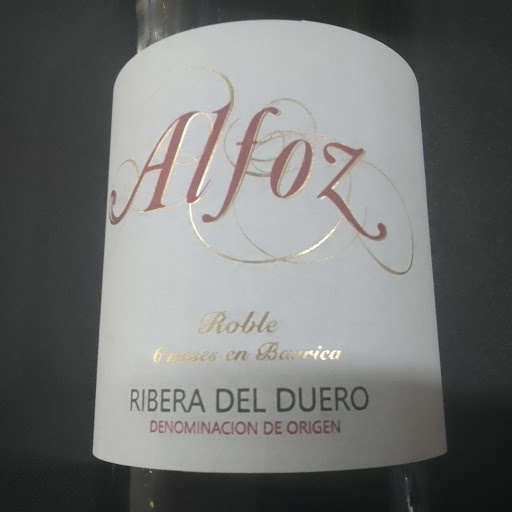 Alfoz
Roble
6 meses en Barrica
RIBERA DEL DUERO
DENOMINACION DE ORIGEN